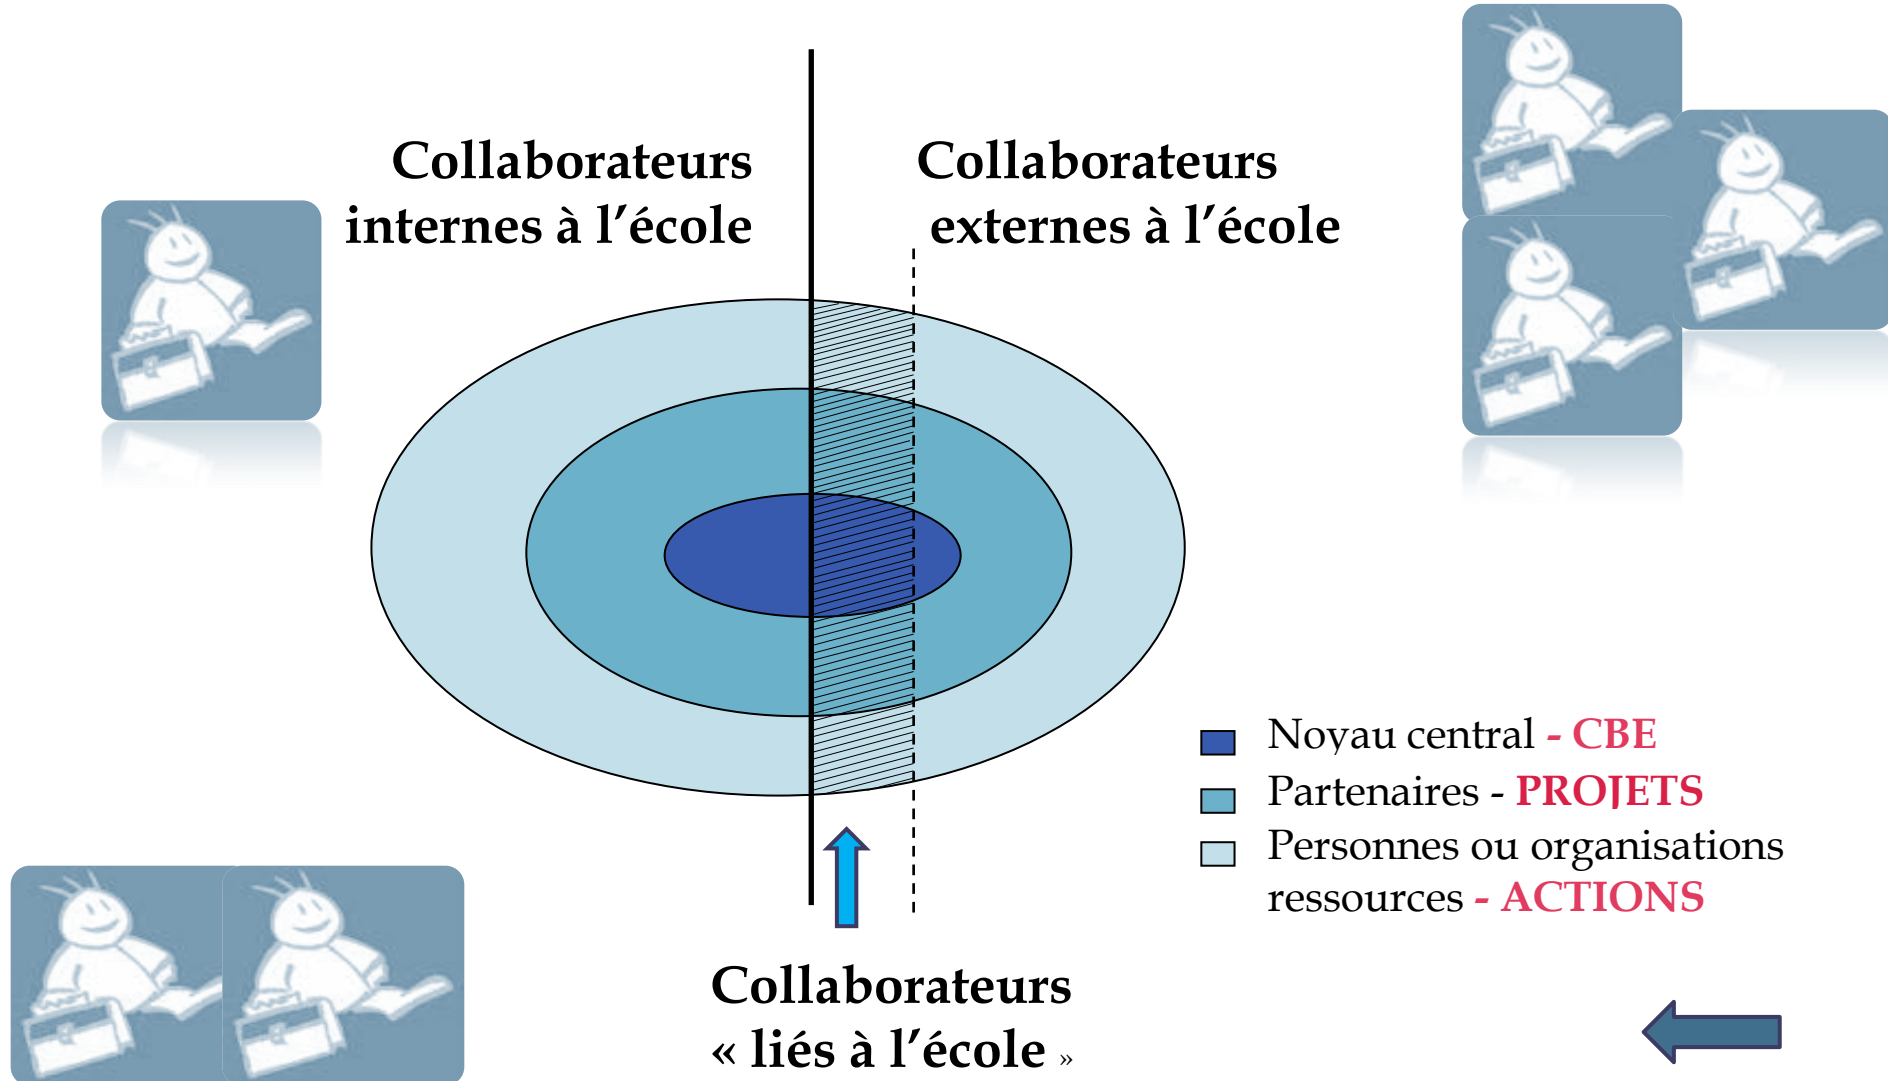 Collaborateurs
internes à l’école
Collaborateurs
externes à l’école
Noyau central - CBE
Partenaires - PROJETS
Personnes ou organisations
ressources - ACTIONS
Collaborateurs
« liés à l’école »